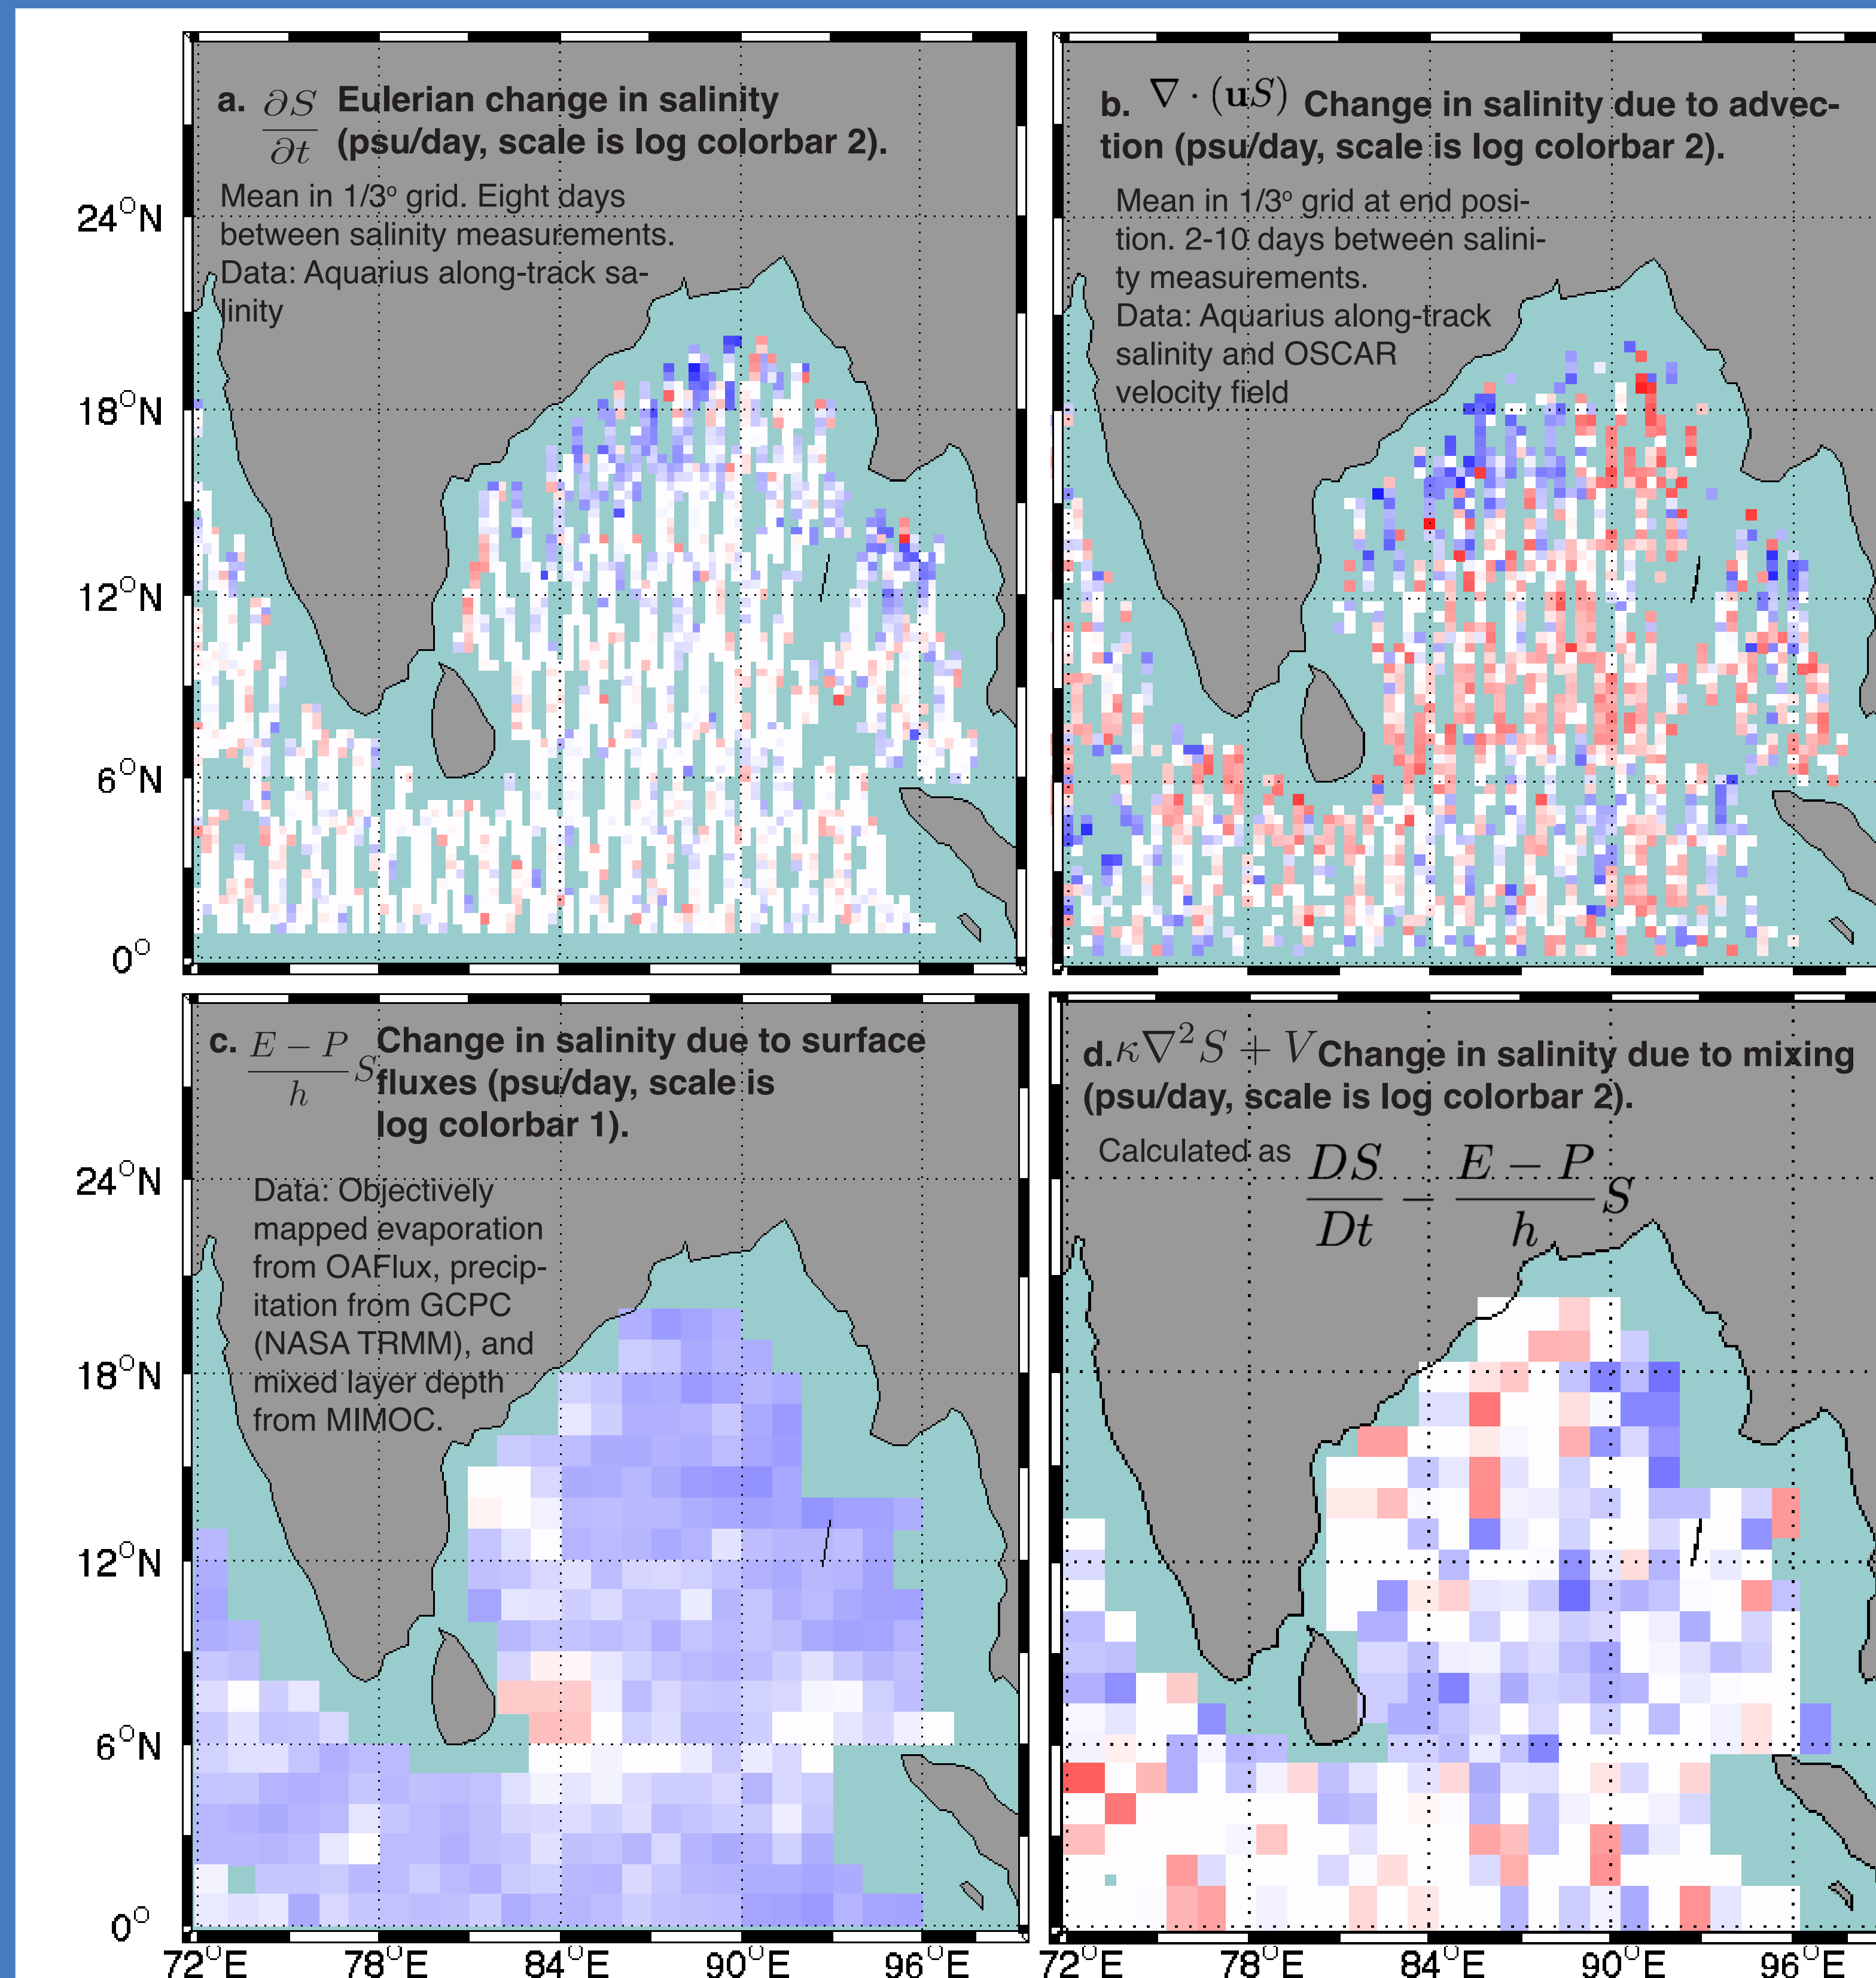 a. ∂S/∂t Eulerian change in salinity
(psu/day, scale is log colorbar 2).
Mean in 1/3º grid. Eight days
between salinity measurements.
Data: Aquarius along-track sa-
linity
b. ∇ · (uS) Change in salinity due to advec-
tion (psu/day, scale is log colorbar 2).
Mean in 1/3º grid at end posi-
tion. 2-10 days between salini-
ty measurements.
Data: Aquarius along-track
salinity and OSCAR
velocity field
24°N
18°N
12°N
6°N
0°
c. (E − P)/h S Change in salinity due to surface
fluxes (psu/day, scale is
log colorbar 1).
Data: Objectively
mapped evaporation
from OAFlux, precip-
itation from GCPC
(NASA TRMM), and
mixed layer depth
from MIMOC.
d. κ∇²S + V Change in salinity due to mixing
(psu/day, scale is log colorbar 2).
Calculated as DS/Dt − (E − P)/h S
24°N
18°N
12°N
6°N
0°
72°E 78°E 84°E 90°E 96°E
72°E 78°E 84°E 90°E 96°E